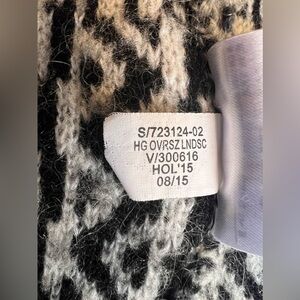 S/723124-02
HG OVRSZ LNDSC
V/300616
HOL'15
08/15